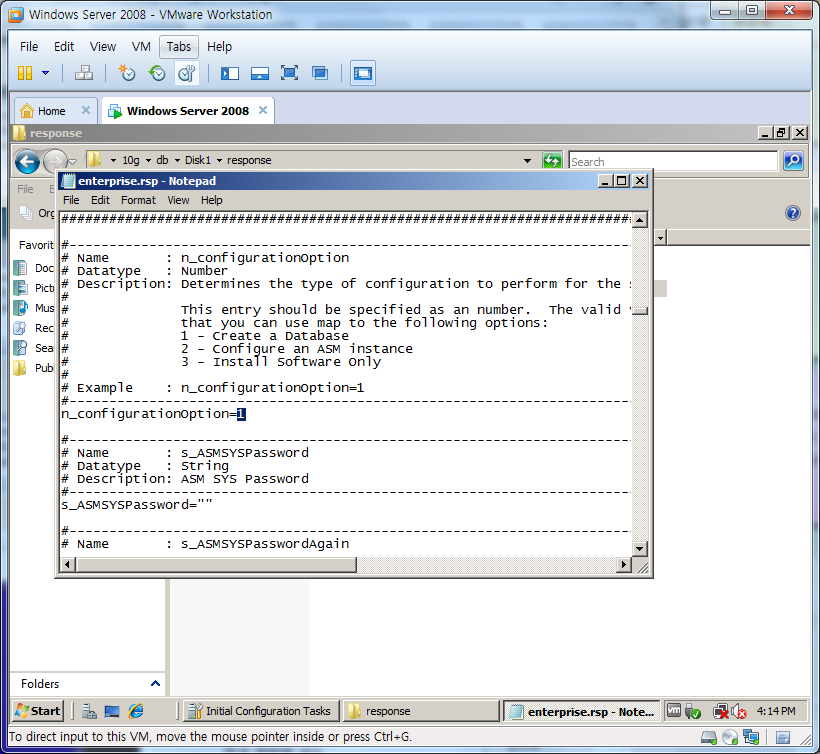 Windows Server 2008 - VMware Workstation
File Edit View VM Tabs Help
Home
Windows Server 2008
response
10g db Disk1 response
Search
File
Org
enterprise.rsp - Notepad
File Edit Format View Help
#######################################################################
#----------------------------------------------------------------------
# Name : n_configurationOption
# Datatype : Number
# Description: Determines the type of configuration to perform for the
#
# This entry should be specified as an number. The valid
# that you can use map to the following options:
# 1 - Create a Database
# 2 - Configure an ASM instance
# 3 - Install Software Only
#
# Example : n_configurationOption=1
#----------------------------------------------------------------------
n_configurationOption=1
#----------------------------------------------------------------------
# Name : s_ASMSYSPassword
# Datatype : String
# Description: ASM SYS Password
#----------------------------------------------------------------------
s_ASMSYSPassword=""
#----------------------------------------------------------------------
# Name : s_ASMSYSPasswordAgain
Favorit
Doc
Pict
Mus
Rec
Sea
Pub
Folders
Start
Initial Configuration Tasks
response
enterprise.rsp - Note...
4:14 PM
To direct input to this VM, move the mouse pointer inside or press Ctrl+G.